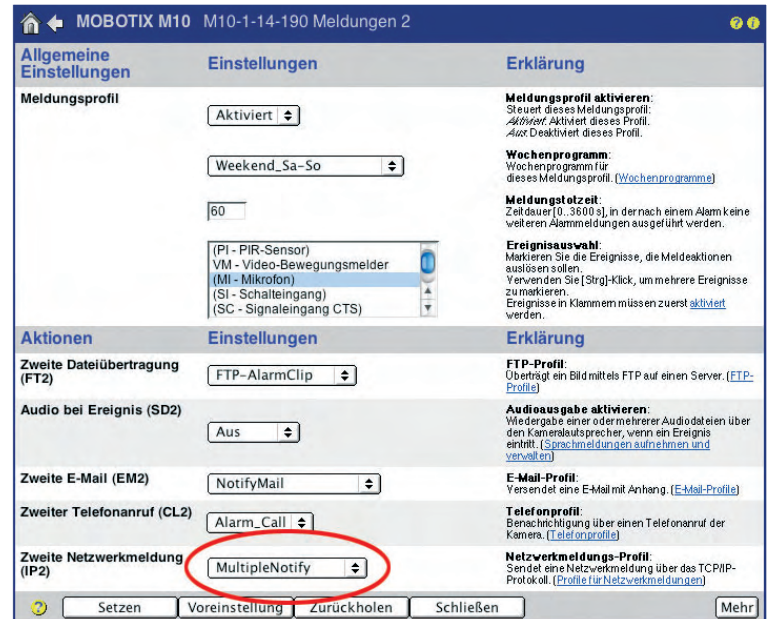 MOBOTIX M10 M10-1-14-190 Meldungen 2
Allgemeine Einstellungen
Einstellungen
Erklärung
Meldungsprofil
Aktiviert
Meldungsprofil aktivieren:
Steuert dieses Meldungsprofil:
Aktiviert: Aktiviert dieses Profil.
Aus: Deaktiviert dieses Profil.
Weekend_Sa-So
Wochenprogramm:
Wochenprogramm für
dieses Meldungsprofil. (Wochenprogramme)
60
Meldungstotzeit:
Zeitdauer [0..3600 s], in der nach einem Alarm keine
weiteren Alarmmeldungen ausgeführt werden.
(PI - PIR-Sensor)
VM - Video-Bewegungsmelder
(MI - Mikrofon)
(SI - Schalteingang)
(SC - Signaleingang CTS)
Ereignisauswahl:
Markieren Sie die Ereignisse, die Meldeaktionen
auslösen sollen.
Verwenden Sie [Strg]-Klick, um mehrere Ereignisse
zu markieren.
Ereignisse in Klammern müssen zuerst aktiviert
werden.
Aktionen
Einstellungen
Erklärung
Zweite Dateiübertragung
(FT2)
FTP-AlarmClip
FTP-Profil:
Überträgt ein Bild mittels FTP auf einen Server. (FTP-
Profile)
Audio bei Ereignis (SD2)
Aus
Audioausgabe aktivieren:
Wiedergabe einer oder mehrerer Audiodateien über
den Kameralautsprecher, wenn ein Ereignis
eintritt. (Sprachmeldungen aufnehmen und
verwalten)
Zweite E-Mail (EM2)
NotifyMail
E-Mail-Profil:
Versendet eine E-Mail mit Anhang. (E-Mail-Profile)
Zweiter Telefonanruf (CL2)
Alarm_Call
Telefonprofil:
Benachrichtigung über einen Telefonanruf der
Kamera. (Telefonprofile)
Zweite Netzwerkmeldung
(IP2)
MultipleNotify
Netzwerkmeldungs-Profil:
Sendet eine Netzwerkmeldung über das TCP/IP-
Protokoll. (Profile für Netzwerkmeldungen)
Setzen Voreinstellung Zurückholen Schließen Mehr